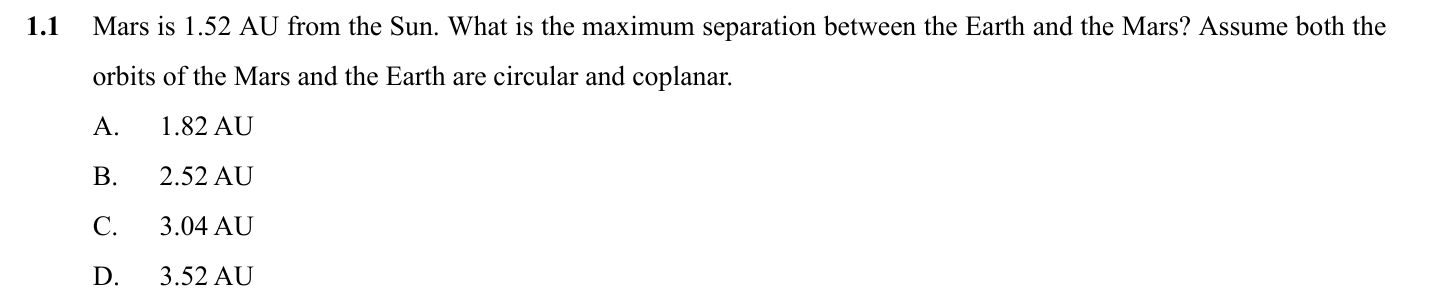 1.1 Mars is 1.52 AU from the Sun. What is the maximum separation between the Earth and the Mars? Assume both the
orbits of the Mars and the Earth are circular and coplanar.
A. 1.82 AU
B. 2.52 AU
C. 3.04 AU
D. 3.52 AU